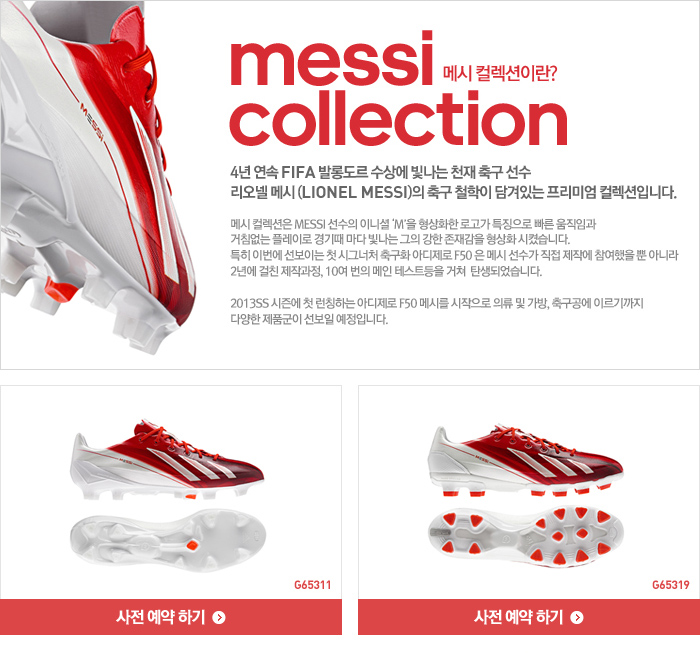 messi
메시 컬렉션이란?
collection
4년 연속 FIFA 발롱도르 수상에 빛나는 천재 축구 선수
리오넬 메시 (LIONEL MESSI)의 축구 철학이 담겨있는 프리미엄 컬렉션입니다.
메시 컬렉션은 MESSI 선수의 이니셜 'M'을 형상화한 로고가 특징으로 빠른 움직임과
거침없는 플레이로 경기때 마다 빛나는 그의 강한 존재감을 형상화 시켰습니다.
특히 이번에 선보이는 첫 시그너처 축구화 아디제로 F50 은 메시 선수가 직접 제작에 참여했을 뿐 아니라
2년에 걸친 제작과정, 10여 번의 메인 테스트등을 거쳐 탄생되었습니다.
2013SS 시즌에 첫 런칭하는 아디제로 F50 메시를 시작으로 의류 및 가방, 축구공에 이르기까지
다양한 제품군이 선보일 예정입니다.
MESSI
MESSI
MESSI
G65311
G65319
사전 예약 하기
사전 예약 하기